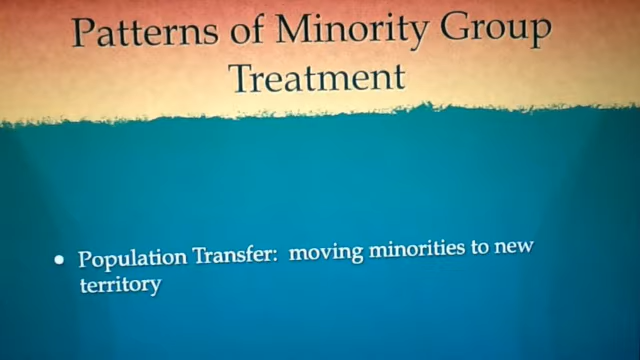 Patterns of Minority Group
Treatment
• Population Transfer: moving minorities to new
territory